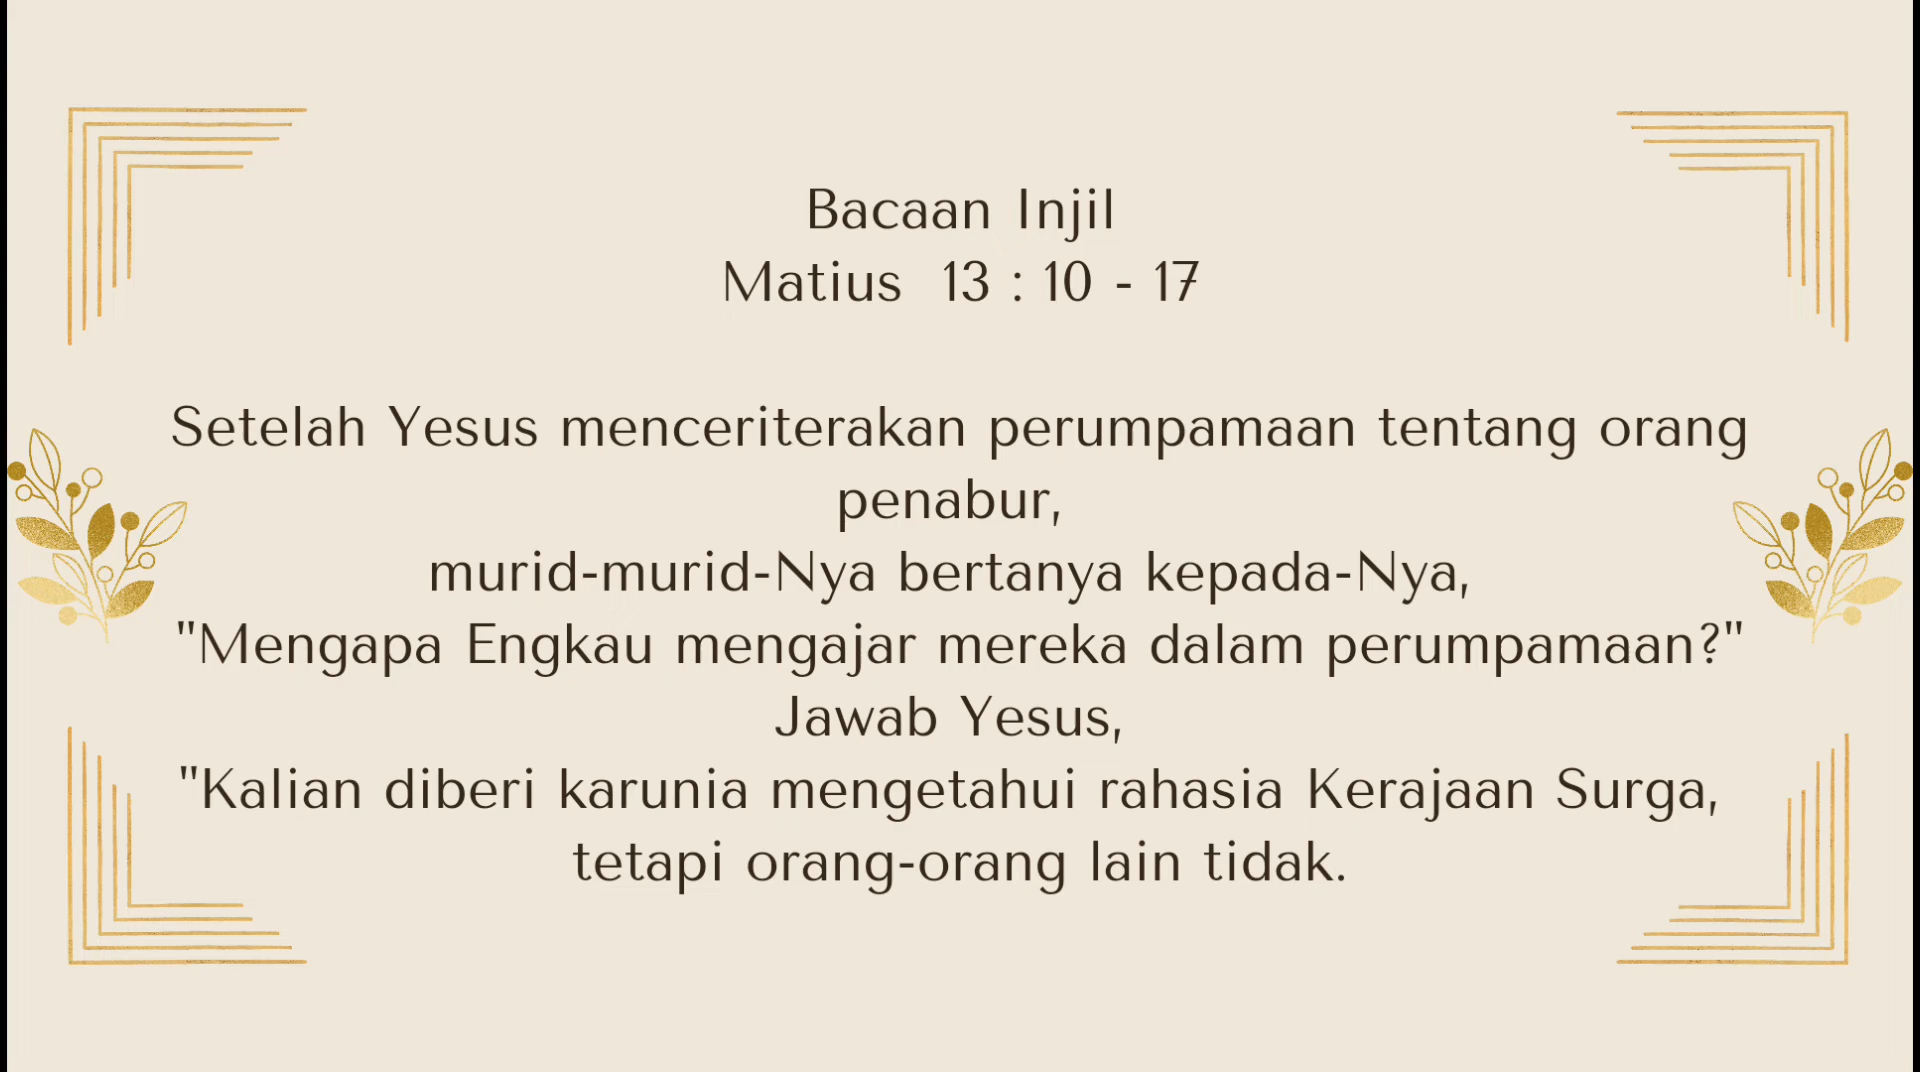 Bacaan Injil
Matius 13 : 10 - 17
Setelah Yesus menceriterakan perumpamaan tentang orang
penabur,
murid-murid-Nya bertanya kepada-Nya,
"Mengapa Engkau mengajar mereka dalam perumpamaan?"
Jawab Yesus,
"Kalian diberi karunia mengetahui rahasia Kerajaan Surga,
tetapi orang-orang lain tidak.